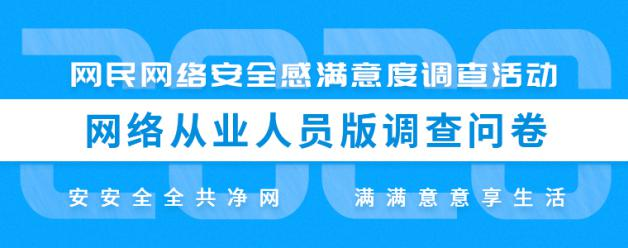 2020
网民网络安全感满意度调查活动
网络从业人员版调查问卷
安安全全共净网 满满意意享生活